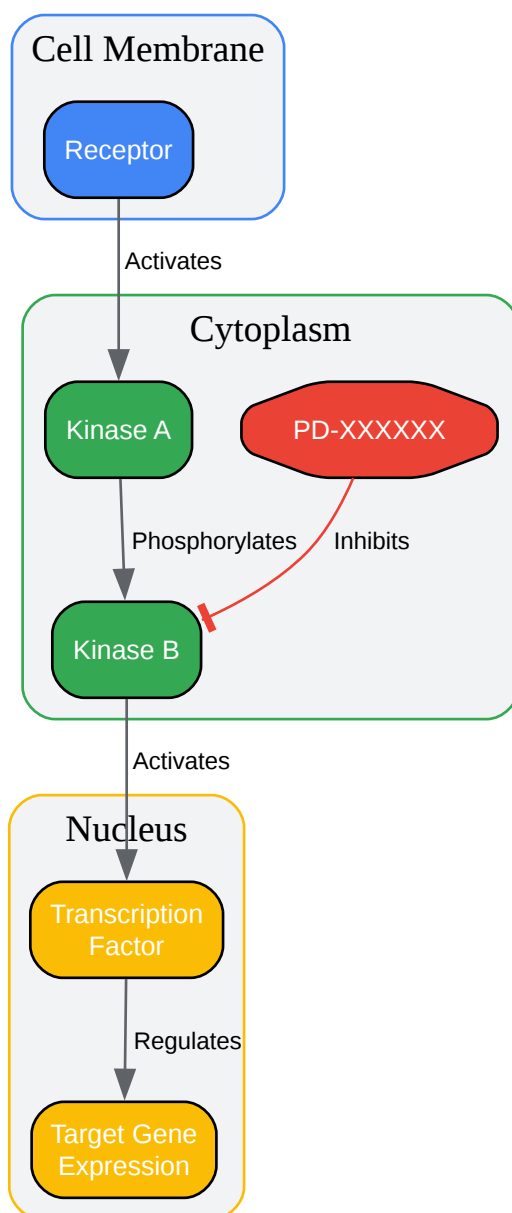 Cell Membrane
Receptor
Activates
Cytoplasm
Kinase A
PD-XXXXXX
Phosphorylates
Inhibits
Kinase B
Activates
Nucleus
Transcription
Factor
Regulates
Target Gene
Expression